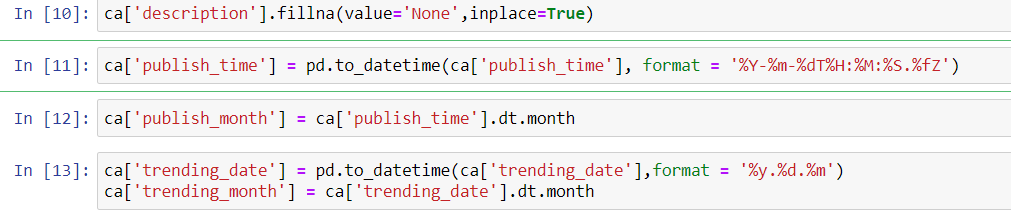 In [10]: ca['description'].fillna(value='None',inplace=True)
In [11]: ca['publish_time'] = pd.to_datetime(ca['publish_time'], format = '%Y-%m-%dT%H:%M:%S.%fZ')
In [12]: ca['publish_month'] = ca['publish_time'].dt.month
In [13]: ca['trending_date'] = pd.to_datetime(ca['trending_date'],format = '%y.%d.%m')
ca['trending_month'] = ca['trending_date'].dt.month